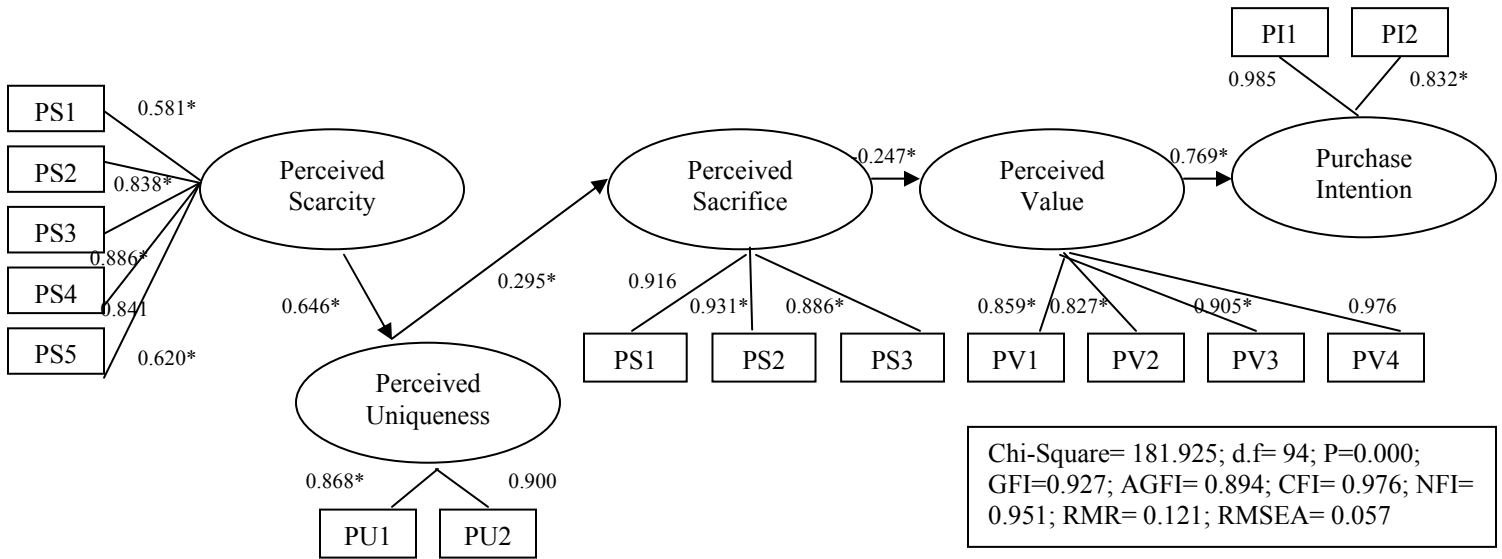 PI1
PI2
0.985
0.832*
PS1
0.581*
PS2
0.838*
PS3
0.886*
PS4
0.841
PS5
0.620*
Perceived
Scarcity
0.646*
Perceived
Uniqueness
0.868*
0.900
PU1
PU2
0.295*
Perceived
Sacrifice
0.916
0.931*
0.886*
PS1
PS2
PS3
-0.247*
Perceived
Value
0.859*
0.827*
0.905*
0.976
PV1
PV2
PV3
PV4
0.769*
Purchase
Intention
Chi-Square= 181.925; d.f= 94; P=0.000;
GFI=0.927; AGFI= 0.894; CFI= 0.976; NFI=
0.951; RMR= 0.121; RMSEA= 0.057